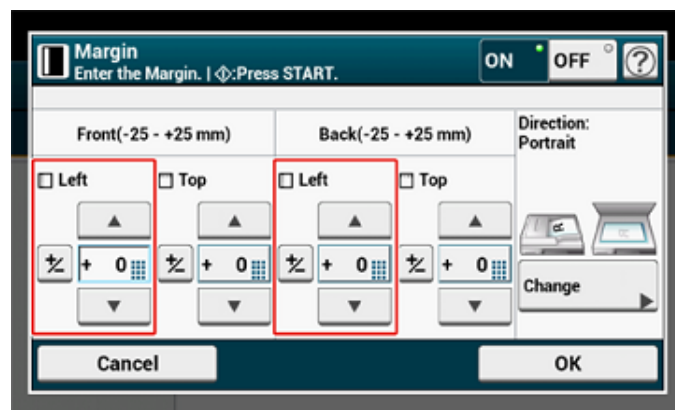 Margin
Enter the Margin. | :Press START.
ON
OFF
?
Front(-25 - +25 mm)
Back(-25 - +25 mm)
Direction:
Portrait
Left
Top
Left
Top
+/-
+ 0
+/-
+ 0
+/-
+ 0
+/-
+ 0
R
R
Change
Cancel
OK